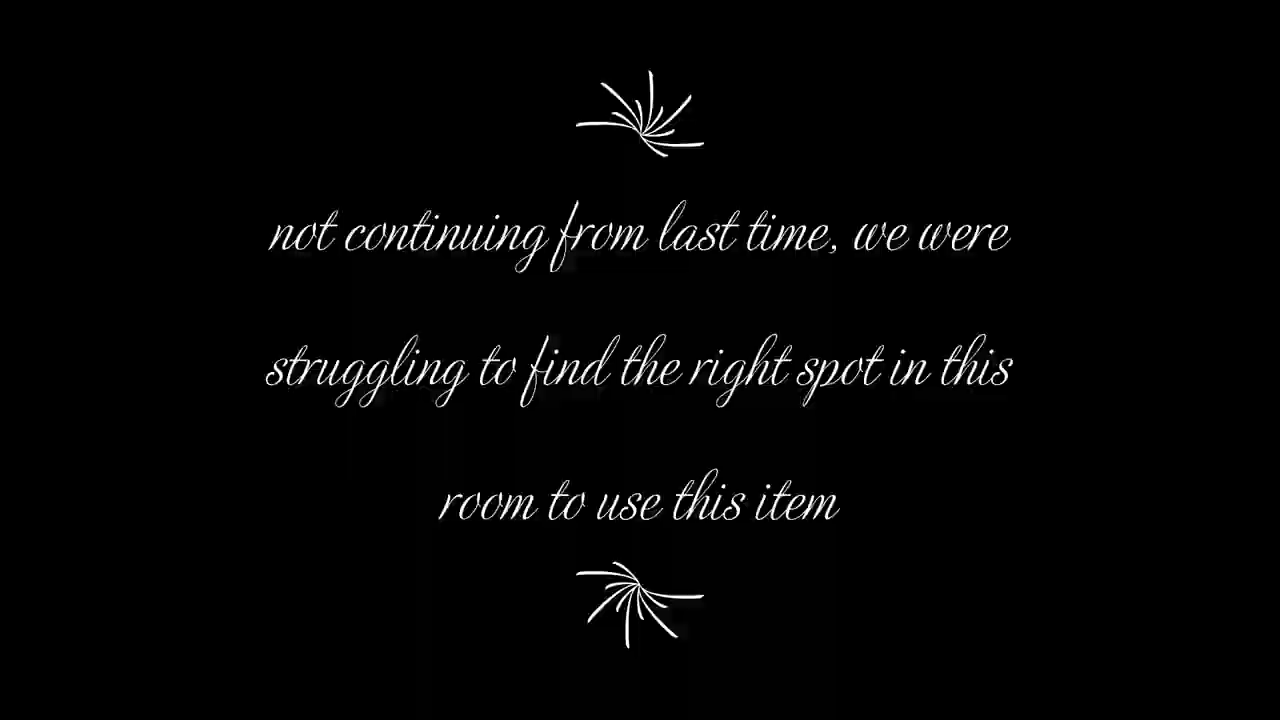 not continuing from last time, we were
struggling to find the right spot in this
room to use this item